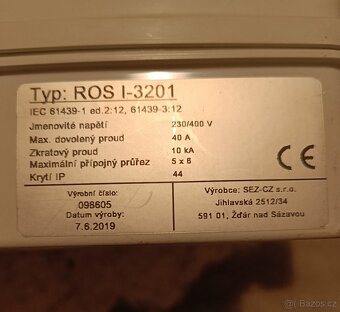 Typ: ROS I-3201
IEC 61439-1 ed.2:12, 61439-3:12
Jmenovité napětí 230/400 V
Max. dovolený proud 40 A
Zkratový proud 10 kA
Maximální přípojný průřez 5 x 6
Krytí IP 44
CE
Výrobní číslo:
098605
Datum výroby:
7.6.2019
Výrobce: SEZ-CZ s.r.o.
Jihlavská 2512/34
591 01, Žďár nad Sázavou
Sbazar.cz